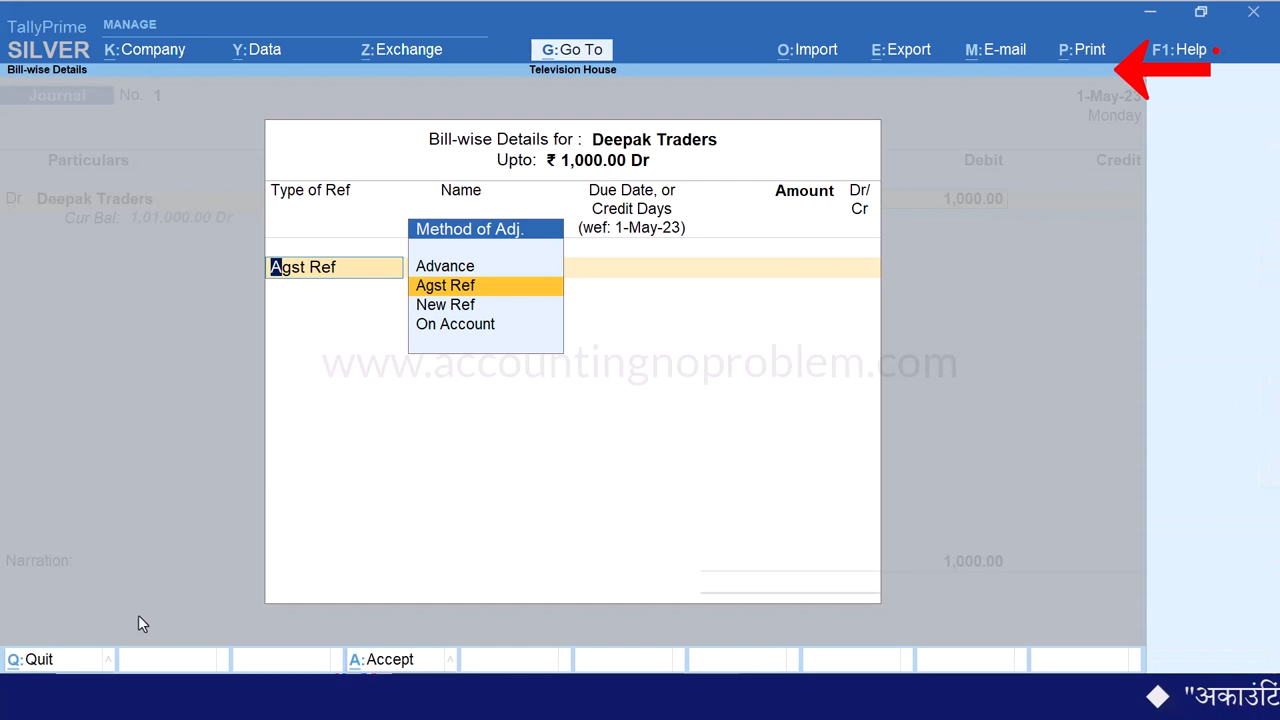 TallyPrime MANAGE
SILVER K:Company Y:Data Z:Exchange G:Go To O:Import E:Export M:E-mail P:Print F1:Help
Bill-wise Details Television House
Journal No. 1 1-May-23
Monday
Particulars Debit Credit
Dr Deepak Traders 1,000.00
Cur Bal: 1,01,000.00 Dr
Bill-wise Details for : Deepak Traders
Upto: ₹ 1,000.00 Dr
Type of Ref Name Due Date, or Amount Dr/
Credit Days Cr
(wef: 1-May-23)
Method of Adj.
Agst Ref
Advance
Agst Ref
New Ref
On Account
www.accountingnoproblem.com
Narration: 1,000.00
Q:Quit A:Accept